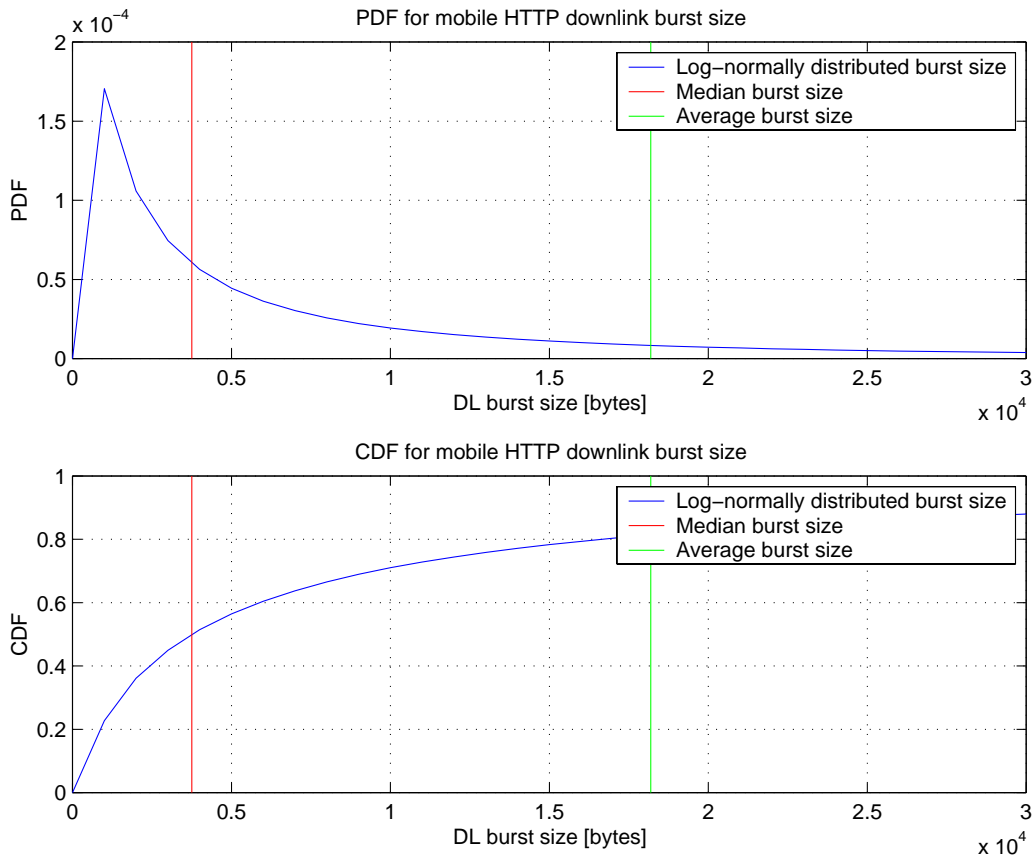 PDF for mobile HTTP downlink burst size
x 10⁻⁴
2
1.5
1
0.5
0
PDF
Log−normally distributed burst size
Median burst size
Average burst size
0 0.5 1 1.5 2 2.5 3
DL burst size [bytes]
x 10⁴
CDF for mobile HTTP downlink burst size
1
0.8
0.6
0.4
0.2
0
CDF
Log−normally distributed burst size
Median burst size
Average burst size
0 0.5 1 1.5 2 2.5 3
DL burst size [bytes]
x 10⁴